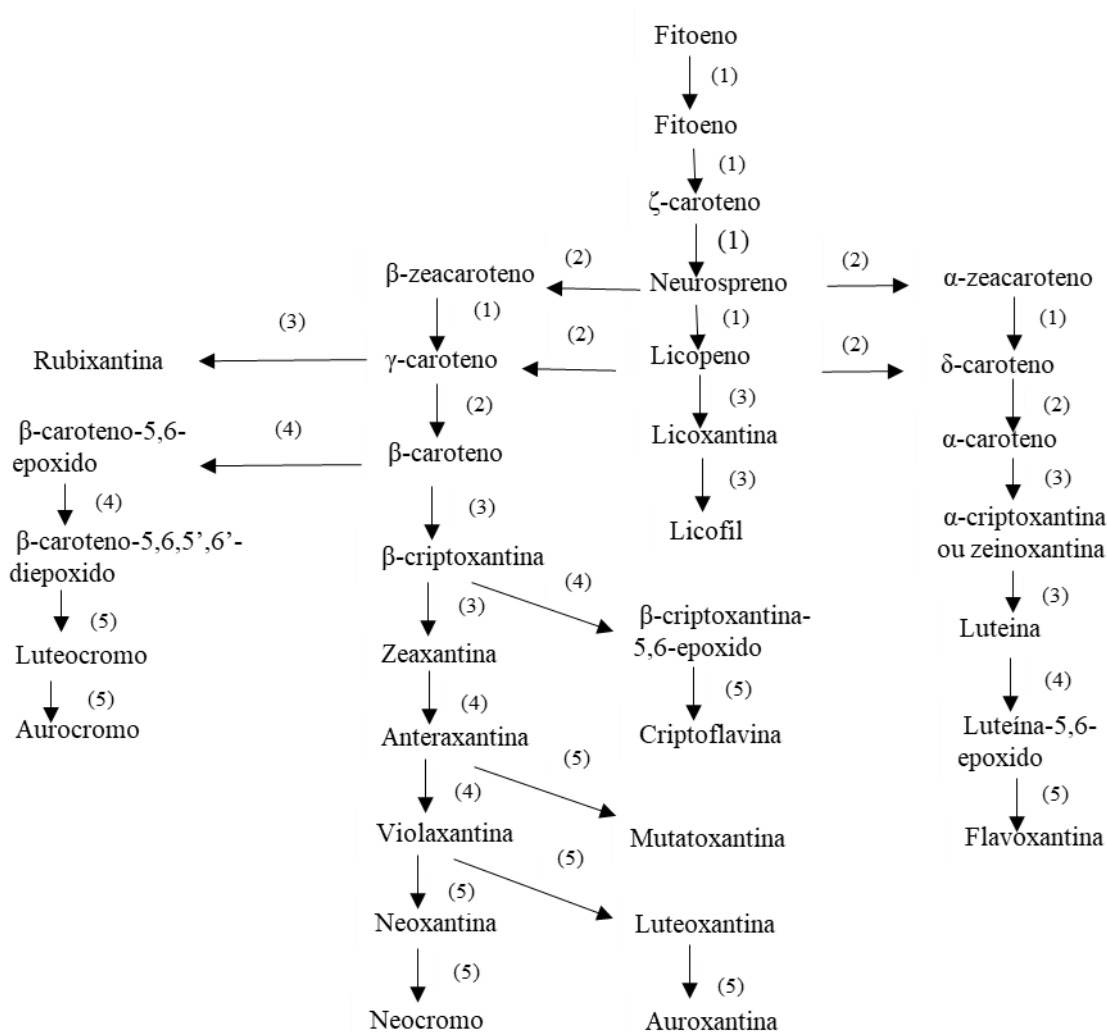 Fitoeno
(1)
Fitoeno
(1)
ζ-caroteno
(1)
β-zeacaroteno
(2)
Neurospreno
(2)
α-zeacaroteno
(1)
(1)
(1)
Rubixantina
(3)
γ-caroteno
(2)
Licopeno
(2)
δ-caroteno
(2)
(3)
(2)
β-caroteno-5,6-
epoxido
(4)
β-caroteno
Licoxantina
α-caroteno
(4)
(3)
(3)
(3)
β-caroteno-5,6,5’,6’-
diepoxido
β-criptoxantina
Licofil
α-criptoxantina
ou zeinoxantina
(5)
(3)
(4)
(3)
Luteocromo
Zeaxantina
β-criptoxantina-
5,6-epoxido
Luteína
(5)
(4)
(5)
(4)
Aurocromo
Anteraxantina
Criptoflavina
Luteína-5,6-
epoxido
(4)
(5)
(5)
Violaxantina
Mutatoxantina
Flavoxantina
(5)
(5)
Neoxantina
Luteoxantina
(5)
(5)
Neocromo
Auroxantina